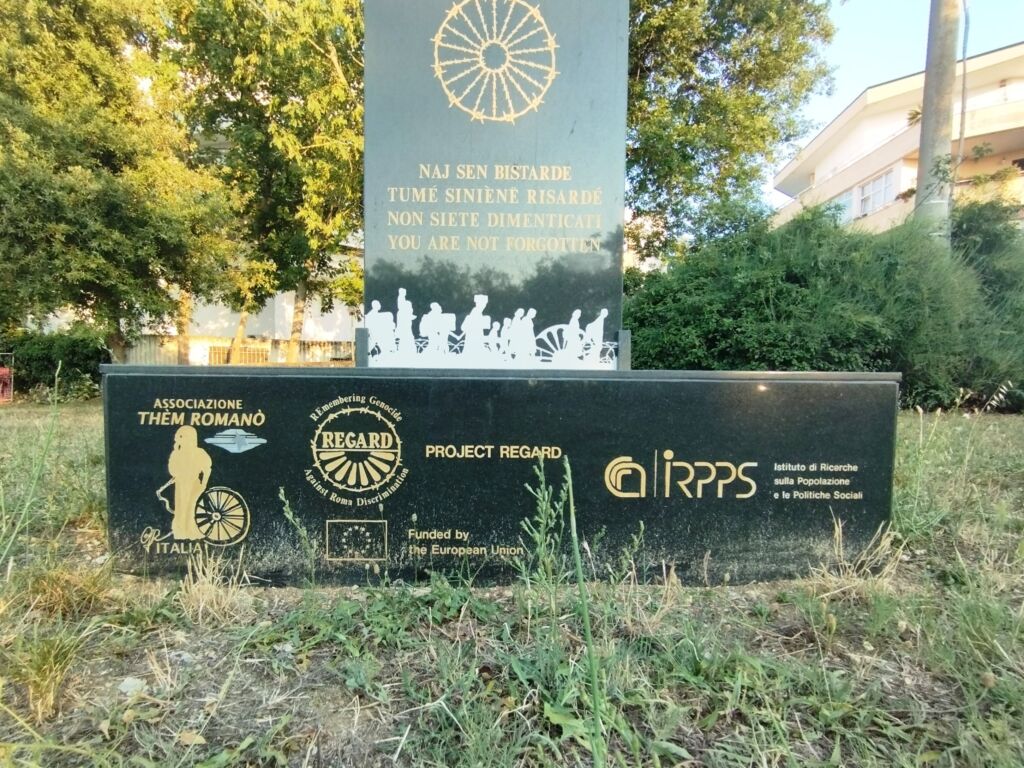 NAJ SEN BISTARDE
TUMÉ SINIÈNË RISARDÉ
NON SIETE DIMENTICATI
YOU ARE NOT FORGOTTEN
ASSOCIAZIONE
THÈM ROMANÒ
ITALIA
REmembering Genocide
REGARD
Against Roma Discrimination
PROJECT REGARD
Funded by
the European Union
IRPPS
Istituto di Ricerche
sulla Popolazione
e le Politiche Sociali